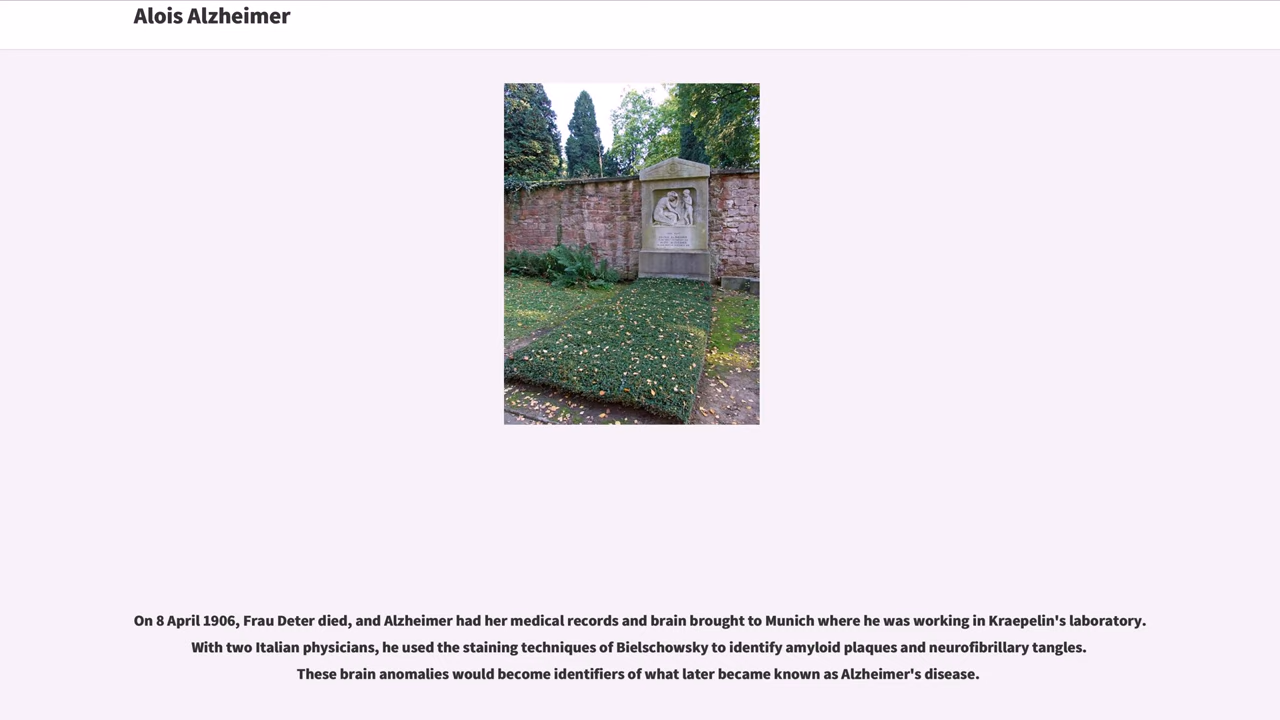 Alois Alzheimer
On 8 April 1906, Frau Deter died, and Alzheimer had her medical records and brain brought to Munich where he was working in Kraepelin's laboratory.
With two Italian physicians, he used the staining techniques of Bielschowsky to identify amyloid plaques and neurofibrillary tangles.
These brain anomalies would become identifiers of what later became known as Alzheimer's disease.